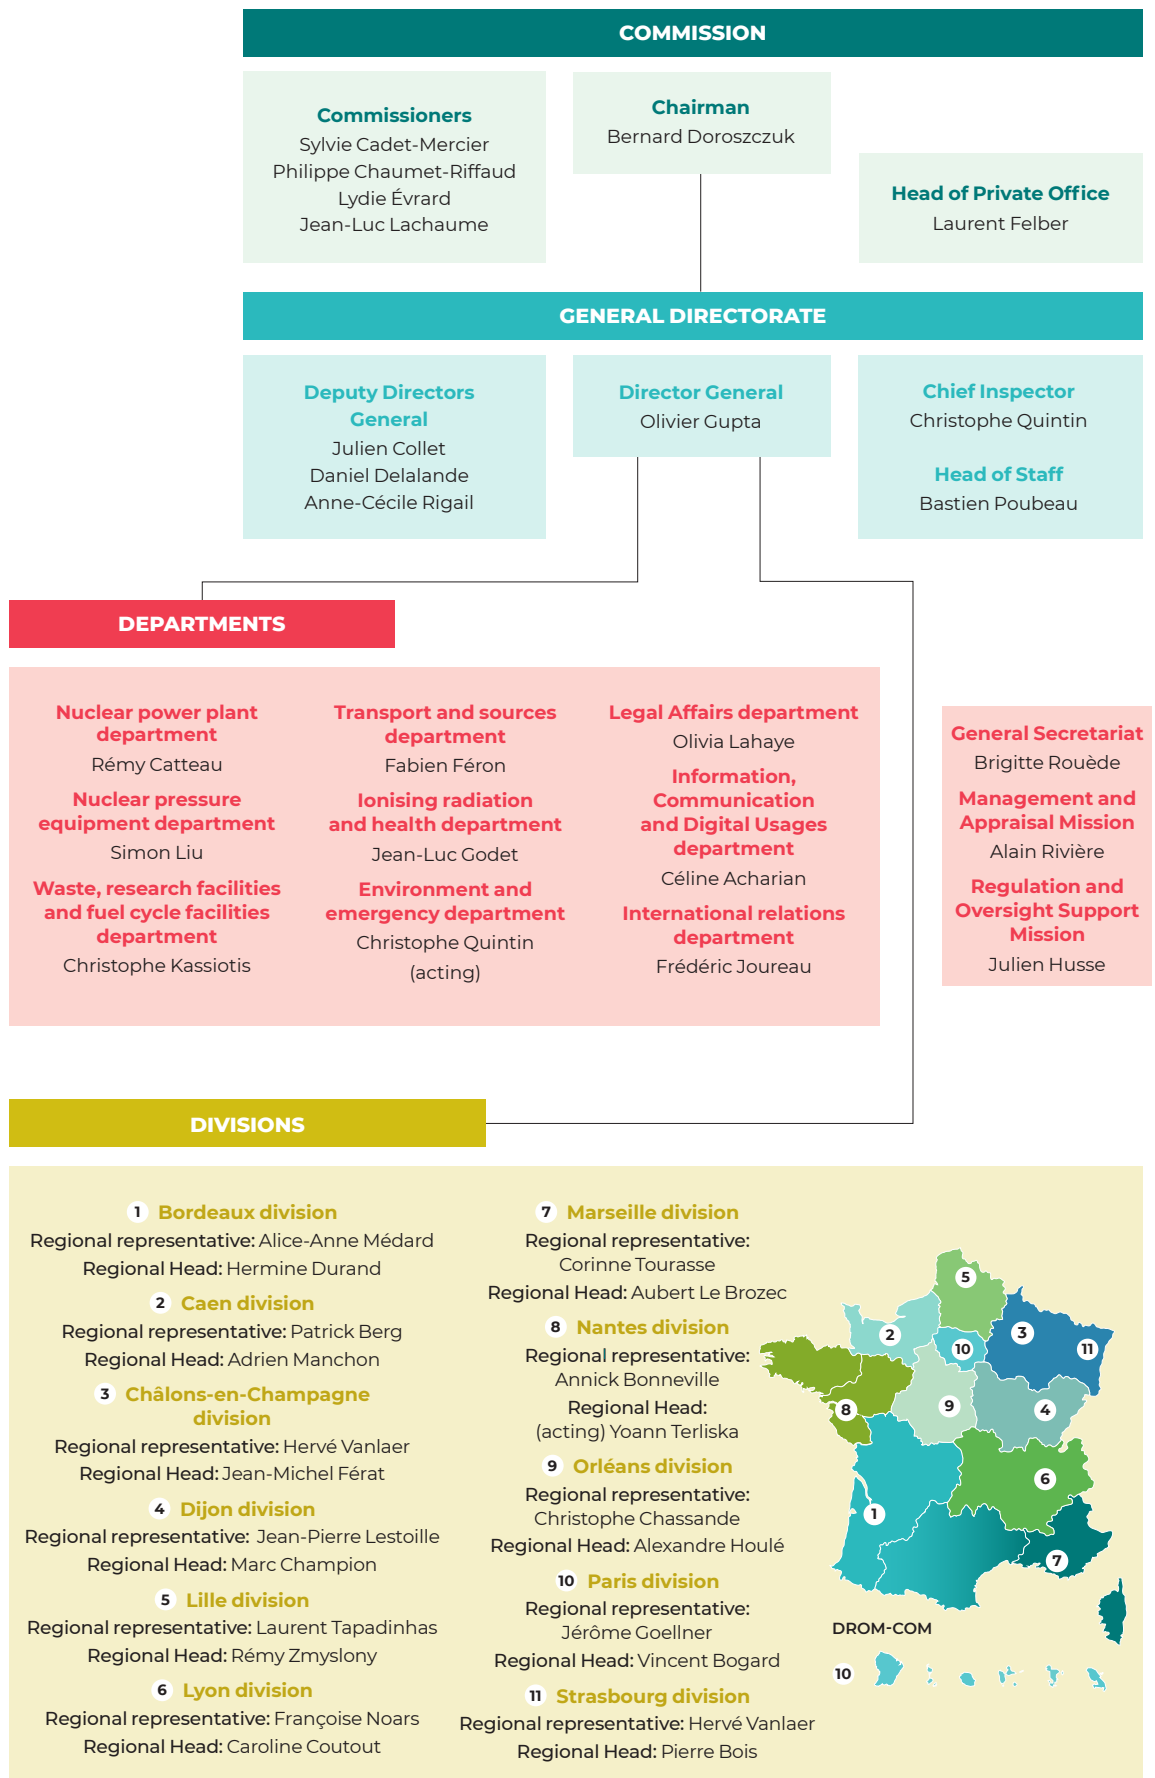 COMMISSION
Commissioners
Sylvie Cadet-Mercier
Philippe Chaumet-Riffaud
Lydie Évrard
Jean-Luc Lachaume
Chairman
Bernard Doroszczuk
Head of Private Office
Laurent Felber
GENERAL DIRECTORATE
Deputy Directors
General
Julien Collet
Daniel Delalande
Anne-Cécile Rigail
Director General
Olivier Gupta
Chief Inspector
Christophe Quintin
Head of Staff
Bastien Poubeau
DEPARTMENTS
Nuclear power plant
department
Rémy Catteau
Nuclear pressure
equipment department
Simon Liu
Waste, research facilities
and fuel cycle facilities
department
Christophe Kassiotis
Transport and sources
department
Fabien Féron
Ionising radiation
and health department
Jean-Luc Godet
Environment and
emergency department
Christophe Quintin
(acting)
Legal Affairs department
Olivia Lahaye
Information,
Communication
and Digital Usages
department
Céline Acharian
International relations
department
Frédéric Joureau
General Secretariat
Brigitte Rouède
Management and
Appraisal Mission
Alain Rivière
Regulation and
Oversight Support
Mission
Julien Husse
DIVISIONS
1 Bordeaux division
Regional representative: Alice-Anne Médard
Regional Head: Hermine Durand
2 Caen division
Regional representative: Patrick Berg
Regional Head: Adrien Manchon
3 Châlons-en-Champagne
division
Regional representative: Hervé Vanlaer
Regional Head: Jean-Michel Férat
4 Dijon division
Regional representative: Jean-Pierre Lestoille
Regional Head: Marc Champion
5 Lille division
Regional representative: Laurent Tapadinhas
Regional Head: Rémy Zmyslony
6 Lyon division
Regional representative: Françoise Noars
Regional Head: Caroline Coutout
7 Marseille division
Regional representative:
Corinne Tourasse
Regional Head: Aubert Le Brozec
8 Nantes division
Regional representative:
Annick Bonneville
Regional Head:
(acting) Yoann Terliska
9 Orléans division
Regional representative:
Christophe Chassande
Regional Head: Alexandre Houlé
10 Paris division
Regional representative:
Jérôme Goellner
Regional Head: Vincent Bogard
11 Strasbourg division
Regional representative: Hervé Vanlaer
Regional Head: Pierre Bois
5
2
3
10
11
8
9
4
6
1
7
DROM-COM
10